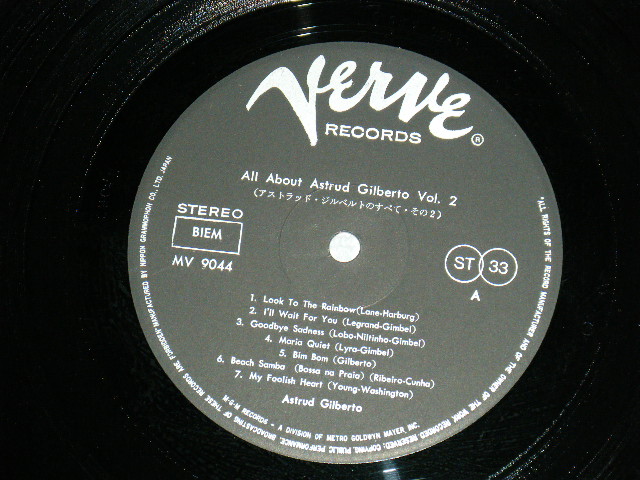 VERVE
RECORDS ®
All About Astrud Gilberto Vol. 2
(アストラッド・ジルベルトのすべて・その2)
STEREO
BIEM
MV 9044
ST 33
A
1. Look To The Rainbow(Lane-Harburg)
2. I'll Wait For You (Legrand-Gimbel)
3. Goodbye Sadness (Lobo-Niltinho-Gimbel)
4. Maria Quiet (Lyra-Gimbel)
5. Bim Bom (Gilberto)
6. Beach Samba (Bossa na Praia) (Ribeiro-Cunha)
7. My Foolish Heart (Young-Washington)
Astrud Gilberto
M-G-M RECORDS - A DIVISION OF METRO GOLDWYN MAYER INC.
"ALL RIGHTS OF THE RECORD MANUFACTURER AND OF THE OWNER OF THE WORK RECORDED RESERVED; COPYING, PUBLIC PERFORMANCE, BROADCASTING OF THESE RECORDS ARE FORBIDDEN" MANUFACTURED BY NIPPON GRAMMOPHON CO., LTD. JAPAN